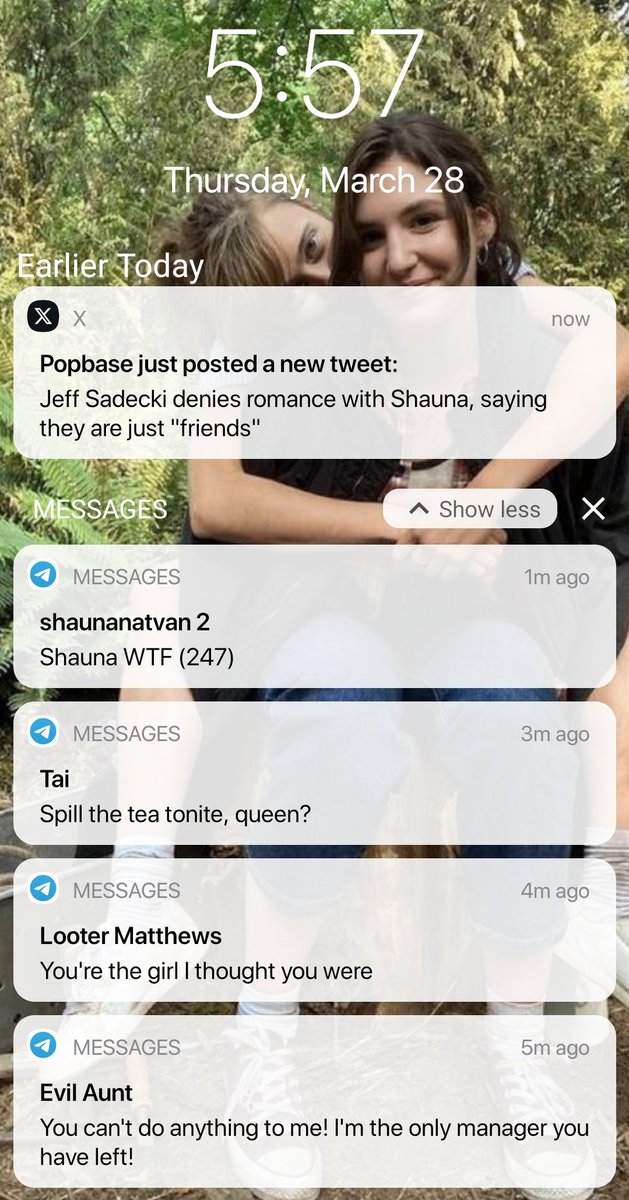 5:57
Thursday, March 28
Earlier Today
X now
Popbase just posted a new tweet:
Jeff Sadecki denies romance with Shauna, saying
they are just "friends"
MESSAGES Show less
MESSAGES 1m ago
shaunanatvan 2
Shauna WTF (247)
MESSAGES 3m ago
Tai
Spill the tea tonite, queen?
MESSAGES 4m ago
Looter Matthews
You're the girl I thought you were
MESSAGES 5m ago
Evil Aunt
You can't do anything to me! I'm the only manager you
have left!